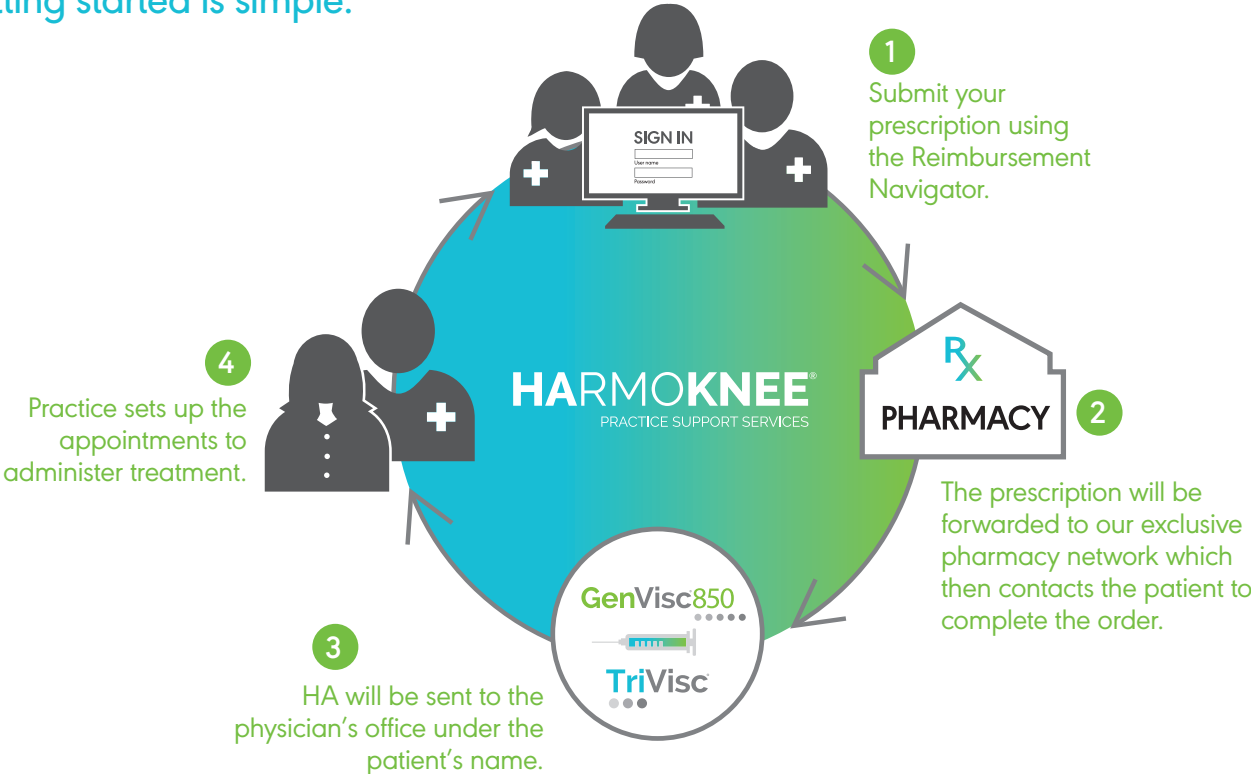 started is simple.
SIGN IN
User name
Password
1
Submit your
prescription using
the Reimbursement
Navigator.
Rx
PHARMACY
2
The prescription will be
forwarded to our exclusive
pharmacy network which
then contacts the patient to
complete the order.
HARMOKNEE®
PRACTICE SUPPORT SERVICES
GenVisc850
TriVisc
3
HA will be sent to the
physician's office under the
patient's name.
4
Practice sets up the
appointments to
administer treatment.